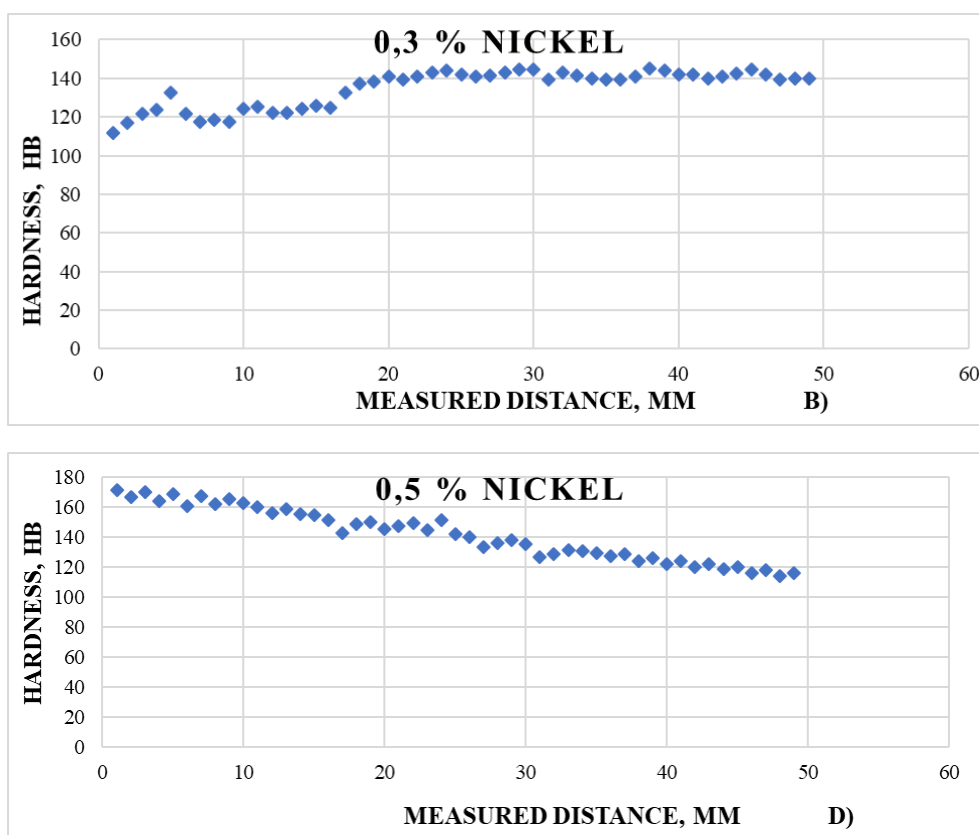 0,3 % NICKEL
160
140
120
100
80
60
40
20
0
HARDNESS, HB
0 10 20 30 40 50 60
MEASURED DISTANCE, MM B)
0,5 % NICKEL
180
160
140
120
100
80
60
40
20
0
HARDNESS, HB
0 10 20 30 40 50 60
MEASURED DISTANCE, MM D)